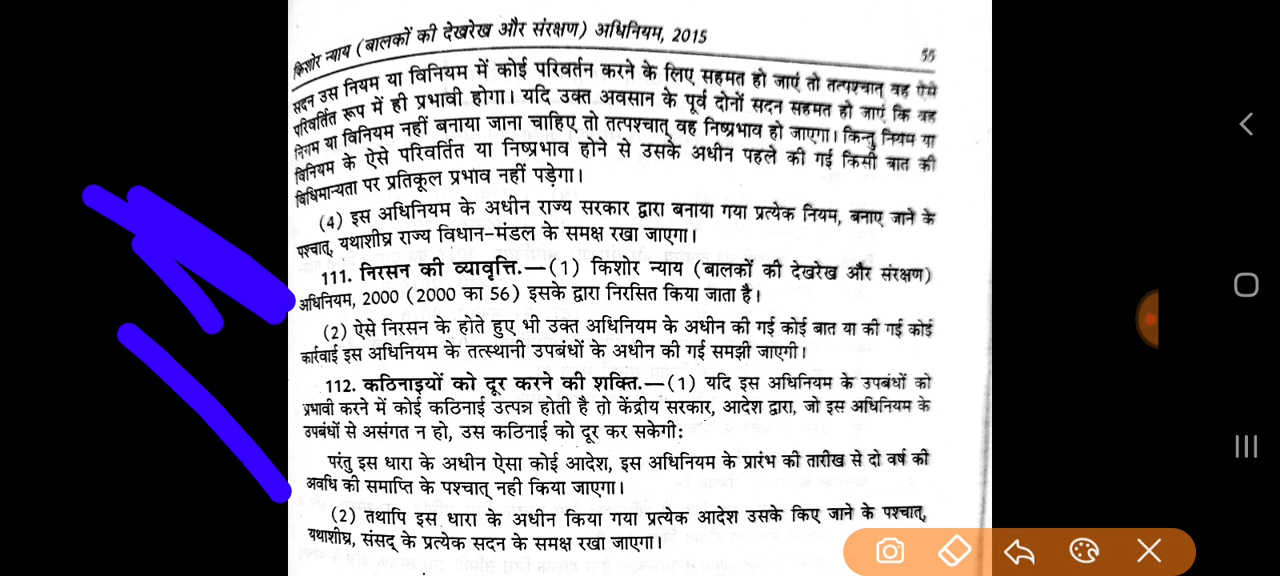 किशोर न्याय (बालकों की देखरेख और संरक्षण) अधिनियम, 2015
55
सदन उस नियम या विनियम में कोई परिवर्तन करने के लिए सहमत हो जाएं तो तत्पश्चात् वह ऐसे
परिवर्तित रूप में ही प्रभावी होगा। यदि उक्त अवसान के पूर्व दोनों सदन सहमत हो जाएं कि वह
नियम या विनियम नहीं बनाया जाना चाहिए तो तत्पश्चात् वह निष्प्रभाव हो जाएगा। किन्तु नियम या
विनियम के ऐसे परिवर्तित या निष्प्रभाव होने से उसके अधीन पहले की गई किसी बात की
विधिमान्यता पर प्रतिकूल प्रभाव नहीं पड़ेगा।
(4) इस अधिनियम के अधीन राज्य सरकार द्वारा बनाया गया प्रत्येक नियम, बनाए जाने के
पश्चात्, यथाशीघ्र राज्य विधान-मंडल के समक्ष रखा जाएगा।
111. निरसन की व्यावृत्ति.—(1) किशोर न्याय (बालकों की देखरेख और संरक्षण)
अधिनियम, 2000 (2000 का 56) इसके द्वारा निरसित किया जाता है।
(2) ऐसे निरसन के होते हुए भी उक्त अधिनियम के अधीन की गई कोई बात या की गई कोई
कार्रवाई इस अधिनियम के तत्स्थानी उपबंधों के अधीन की गई समझी जाएगी।
112. कठिनाइयों को दूर करने की शक्ति.—(1) यदि इस अधिनियम के उपबंधों को
प्रभावी करने में कोई कठिनाई उत्पन्न होती है तो केंद्रीय सरकार, आदेश द्वारा, जो इस अधिनियम के
उपबंधों से असंगत न हो, उस कठिनाई को दूर कर सकेगी:
परंतु इस धारा के अधीन ऐसा कोई आदेश, इस अधिनियम के प्रारंभ की तारीख से दो वर्ष की
अवधि की समाप्ति के पश्चात् नही किया जाएगा।
(2) तथापि इस धारा के अधीन किया गया प्रत्येक आदेश उसके किए जाने के पश्चात्,
यथाशीघ्र, संसद् के प्रत्येक सदन के समक्ष रखा जाएगा।